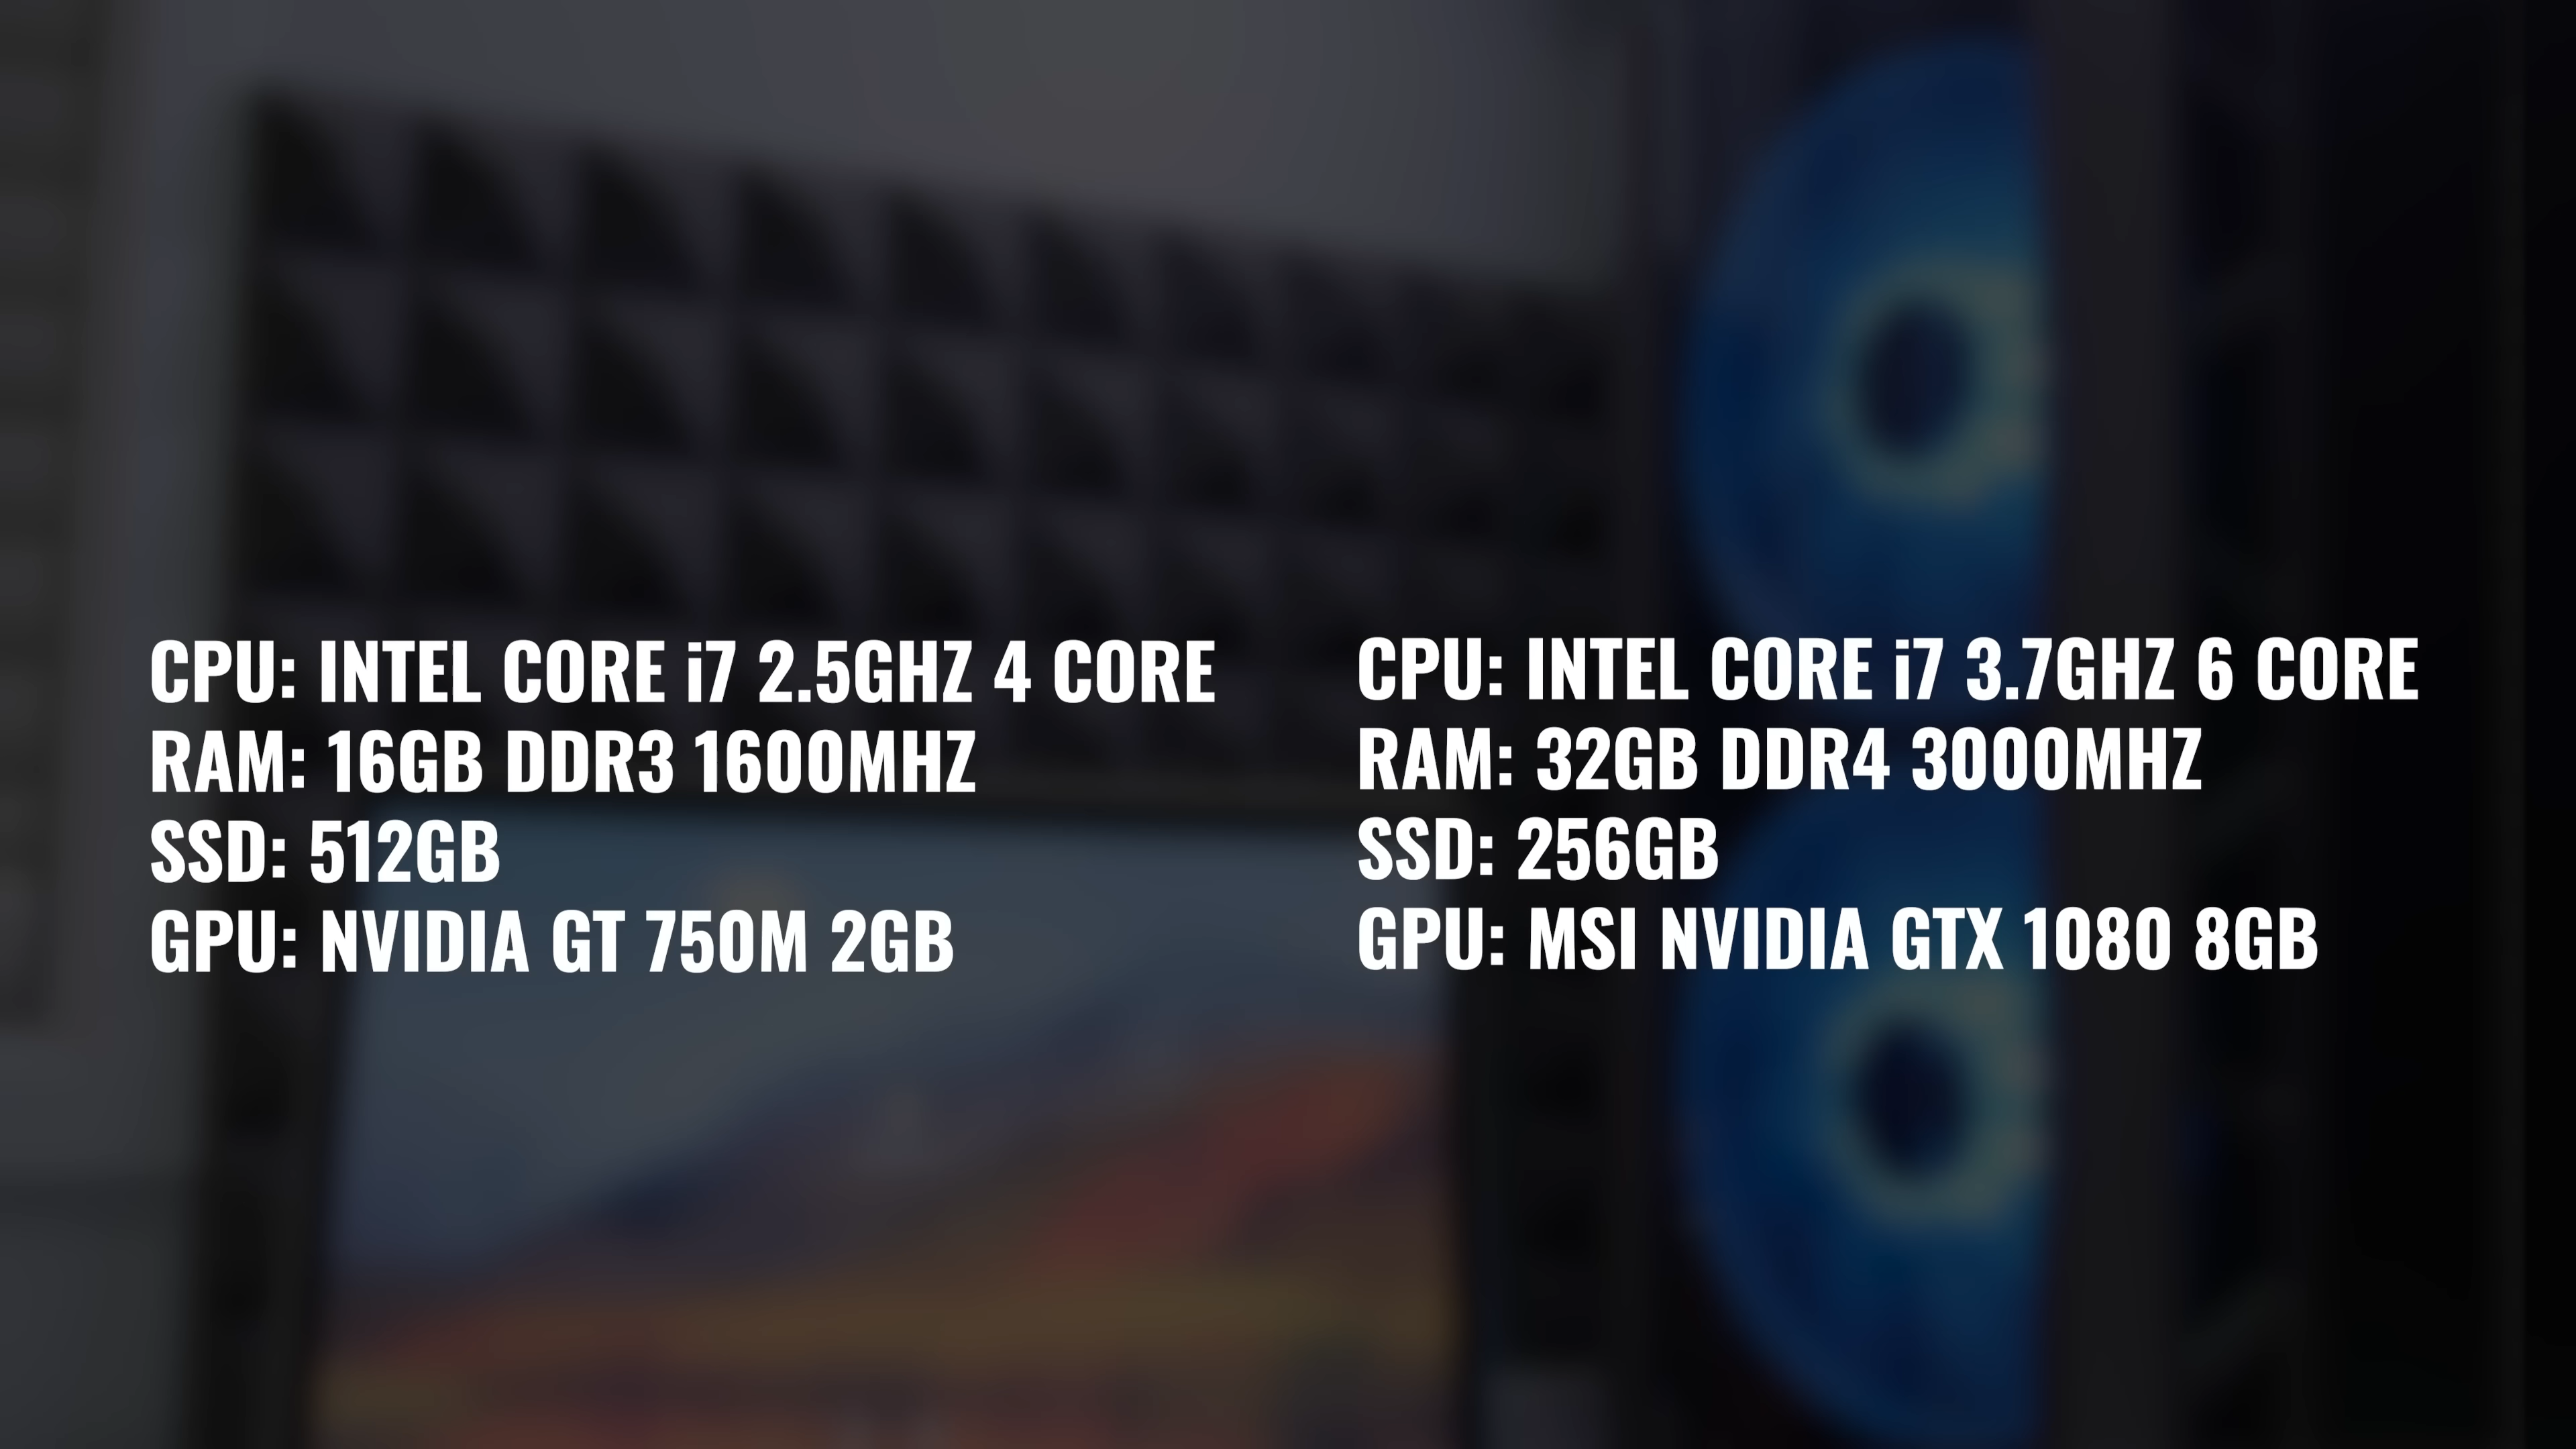 CPU: INTEL CORE i7 2.5GHZ 4 CORE
RAM: 16GB DDR3 1600MHZ
SSD: 512GB
GPU: NVIDIA GT 750M 2GB
CPU: INTEL CORE i7 3.7GHZ 6 CORE
RAM: 32GB DDR4 3000MHZ
SSD: 256GB
GPU: MSI NVIDIA GTX 1080 8GB